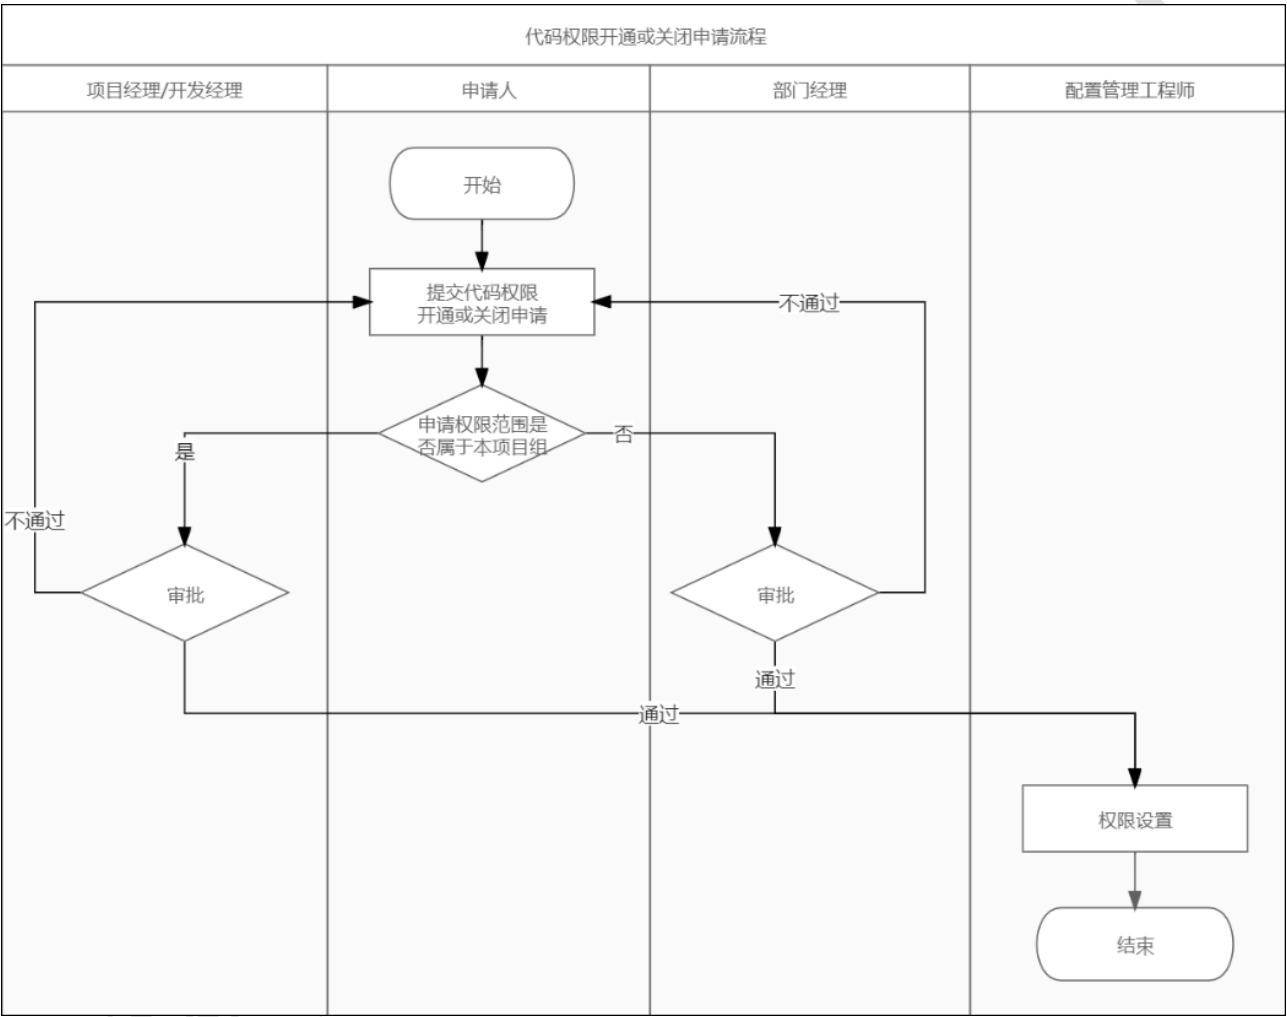 代码权限开通或关闭申请流程
项目经理/开发经理
申请人
部门经理
配置管理工程师
开始
提交代码权限
开通或关闭申请
不通过
申请权限范围是
否属于本项目组
是
否
不通过
审批
审批
通过
通过
权限设置
结束